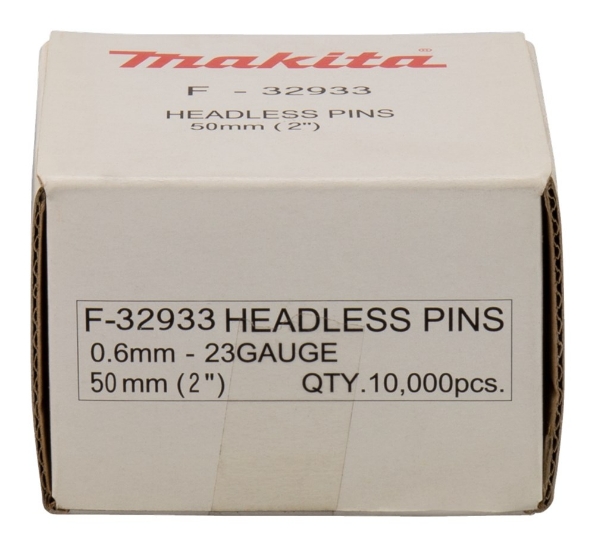 makita®
F - 32933
HEADLESS PINS
50mm (2")
F-32933 HEADLESS PINS
0.6mm - 23GAUGE
50mm (2") QTY.10,000pcs.